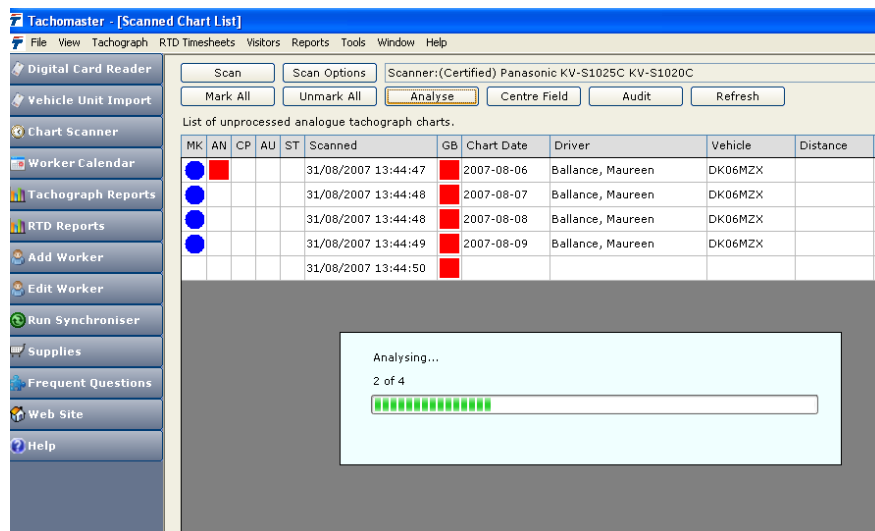 Tachomaster - [Scanned Chart List]
File View Tachograph RTD Timesheets Visitors Reports Tools Window Help
Digital Card Reader
Vehicle Unit Import
Chart Scanner
Worker Calendar
Tachograph Reports
RTD Reports
Add Worker
Edit Worker
Run Synchroniser
Supplies
Frequent Questions
Web Site
Help
Scan Scan Options Scanner:(Certified) Panasonic KV-S1025C KV-S1020C
Mark All Unmark All Analyse Centre Field Audit Refresh
List of unprocessed analogue tachograph charts.
MK AN CP AU ST Scanned GB Chart Date Driver Vehicle Distance
31/08/2007 13:44:47 2007-08-06 Ballance, Maureen DK06MZX
31/08/2007 13:44:48 2007-08-07 Ballance, Maureen DK06MZX
31/08/2007 13:44:48 2007-08-08 Ballance, Maureen DK06MZX
31/08/2007 13:44:49 2007-08-09 Ballance, Maureen DK06MZX
31/08/2007 13:44:50
Analysing...
2 of 4